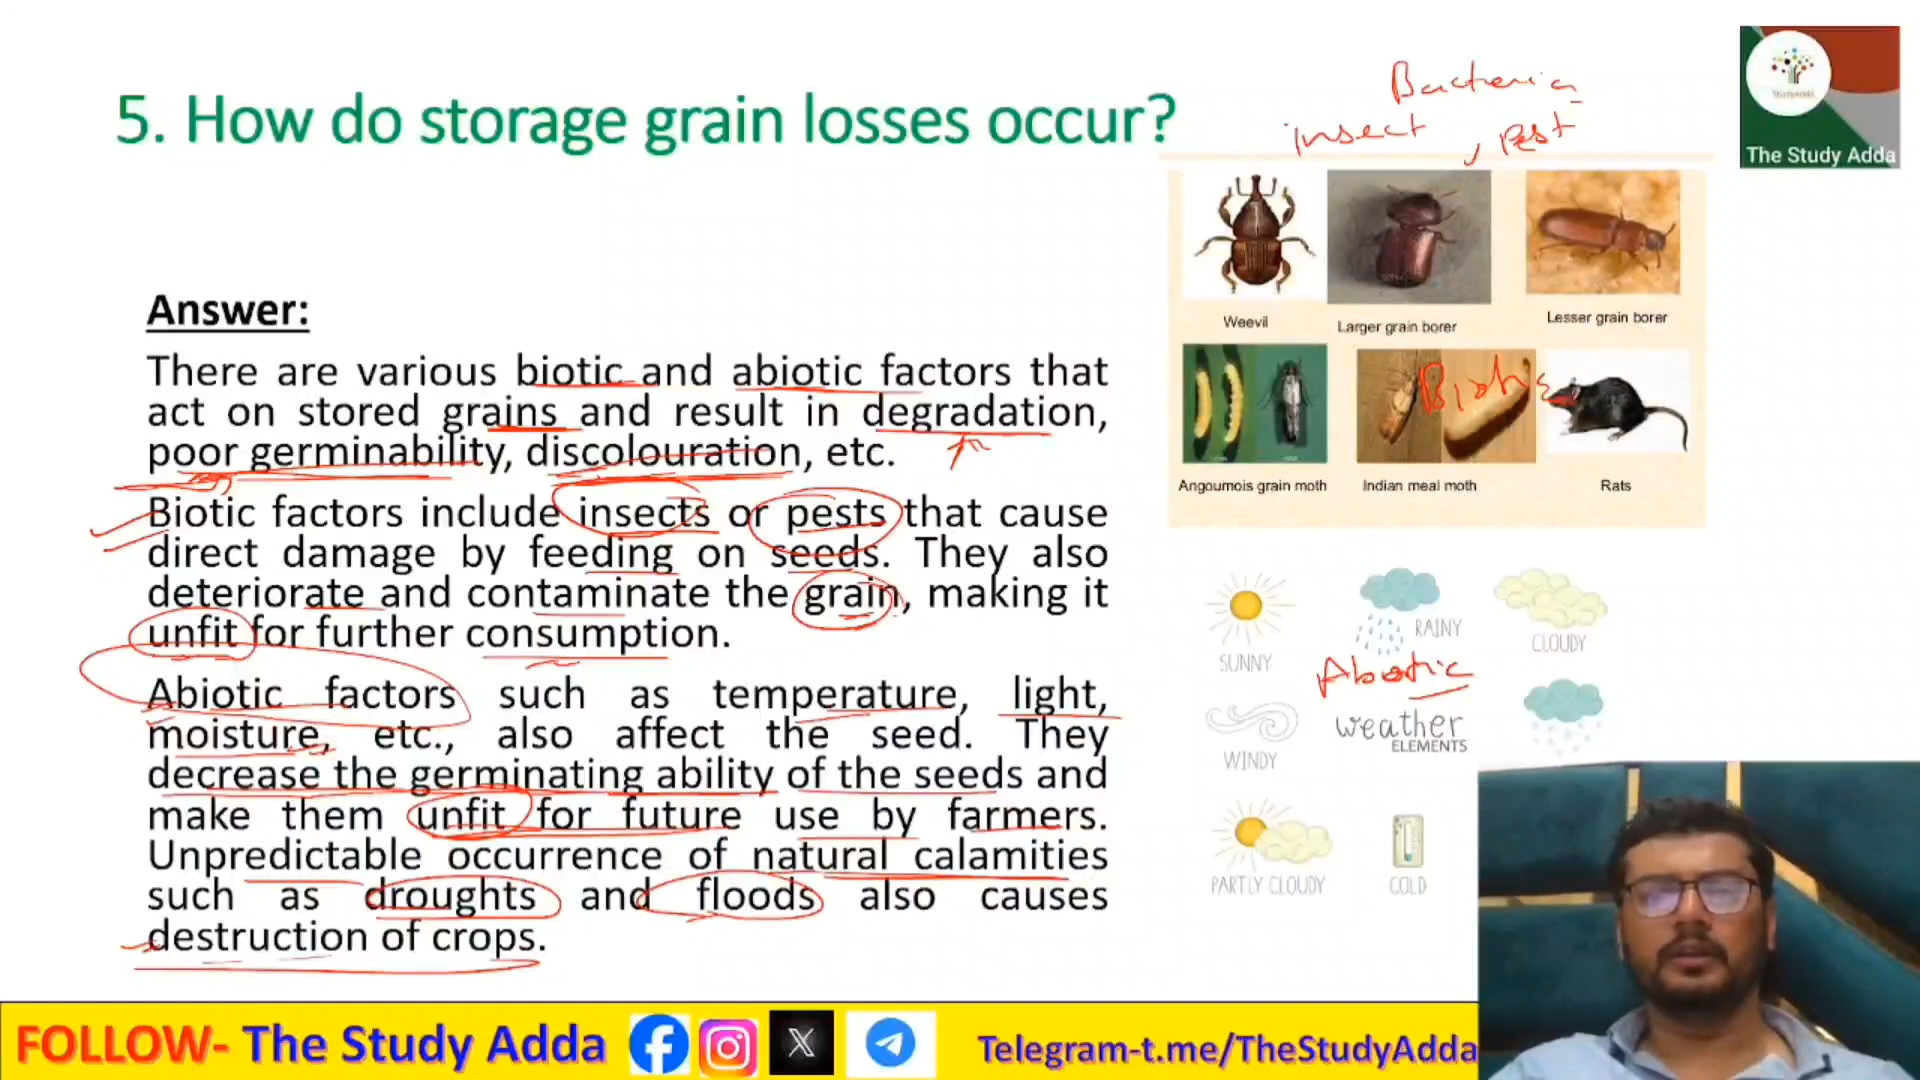 5. How do storage grain losses occur?
Bacteria
insect , Pest
StudyAdda
The Study Adda
Answer:
There are various biotic and abiotic factors that
act on stored grains and result in degradation,
poor germinability, discolouration, etc.
Biotic factors include insects or pests that cause
direct damage by feeding on seeds. They also
deteriorate and contaminate the grain, making it
unfit for further consumption.
Abiotic factors such as temperature, light,
moisture, etc., also affect the seed. They
decrease the germinating ability of the seeds and
make them unfit for future use by farmers.
Unpredictable occurrence of natural calamities
such as droughts and floods also causes
destruction of crops.
Weevil
Larger grain borer
Lesser grain borer
Biotic
Angoumois grain moth
Indian meal moth
Rats
SUNNY
RAINY
CLOUDY
Abiotic
WINDY
weather
ELEMENTS
PARTLY CLOUDY
COLD
FOLLOW- The Study Adda
Telegram-t.me/TheStudyAdda